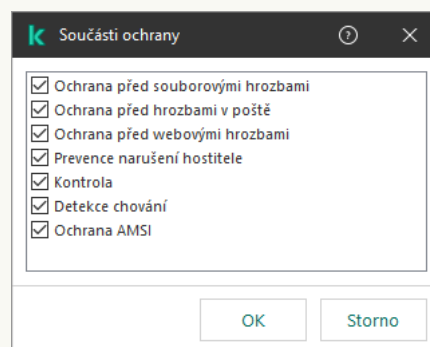 Součásti ochrany
Ochrana před souborovými hrozbami
Ochrana před hrozbami v poště
Ochrana před webovými hrozbami
Prevence narušení hostitele
Kontrola
Detekce chování
Ochrana AMSI
OK Storno